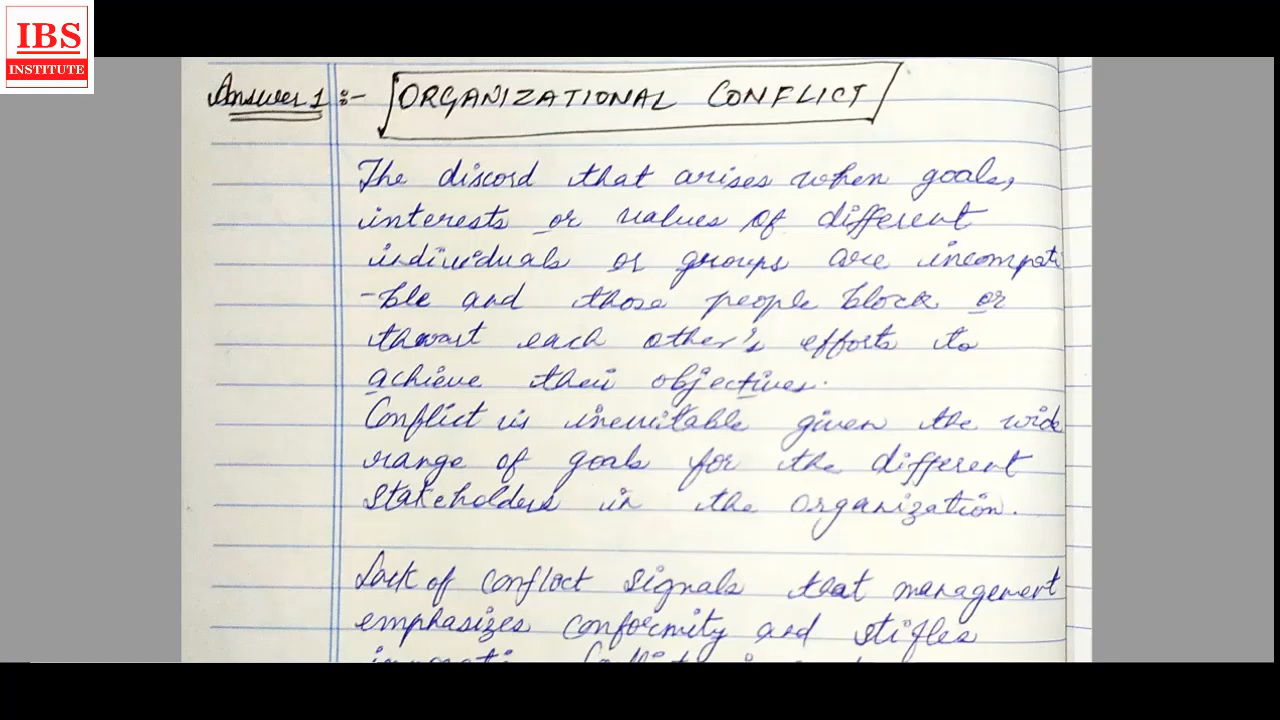 IBS
INSTITUTE
Answer 1 :- ORGANIZATIONAL CONFLICT
The discord that arises when goals,
interests or values of different
individuals or groups are incompati
-ble and those people block or
thwart each other's efforts to
achieve their objectives.
Conflict is inevitable given the wide
range of goals for the different
stakeholders in the organization.
Lack of conflict signals that management
emphasizes conformity and stifles